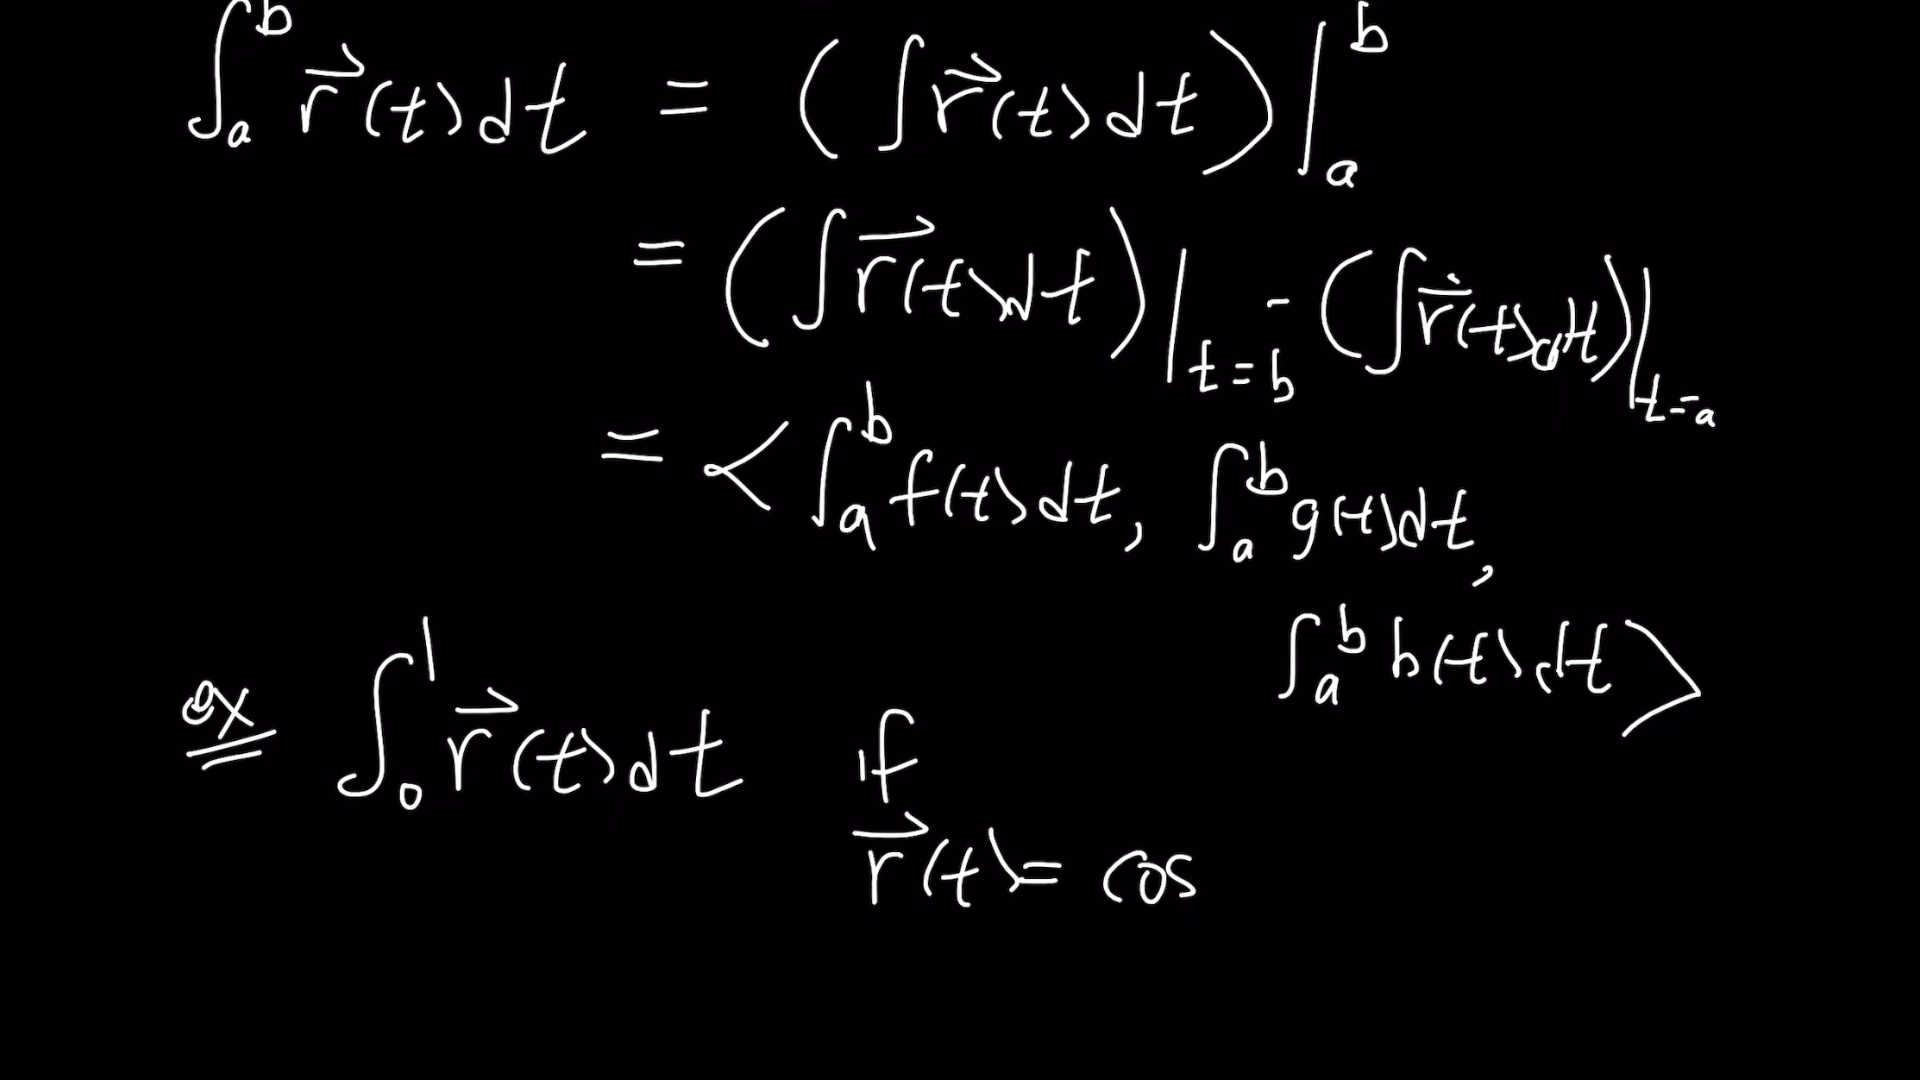 ∫_a^b r⃗(t)dt = (∫r⃗(t)dt)|_a^b
= (∫r⃗(t)dt)|_{t=b} - (∫r⃗(t)dt)|_{t=a}
= <∫_a^b f(t)dt, ∫_a^b g(t)dt,
∫_a^b h(t)dt>
ex ∫_0^1 r⃗(t)dt if
r⃗(t)= cos